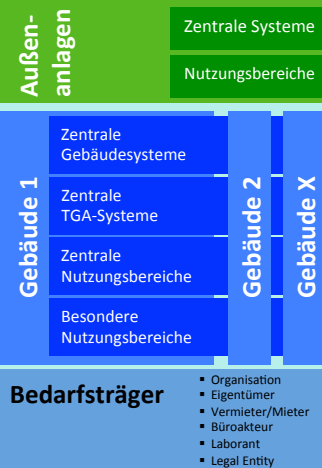 Außen-
anlagen
Zentrale Systeme
Nutzungsbereiche
Gebäude 1
Zentrale
Gebäudesysteme
Zentrale
TGA-Systeme
Zentrale
Nutzungsbereiche
Besondere
Nutzungsbereiche
Gebäude 2
Gebäude X
Bedarfsträger
▪ Organisation
▪ Eigentümer
▪ Vermieter/Mieter
▪ Büroakteur
▪ Laborant
▪ Legal Entity